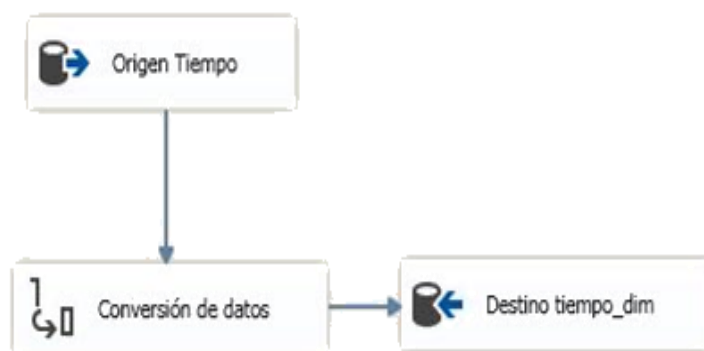 Origen Tiempo
Conversión de datos
Destino tiempo_dim